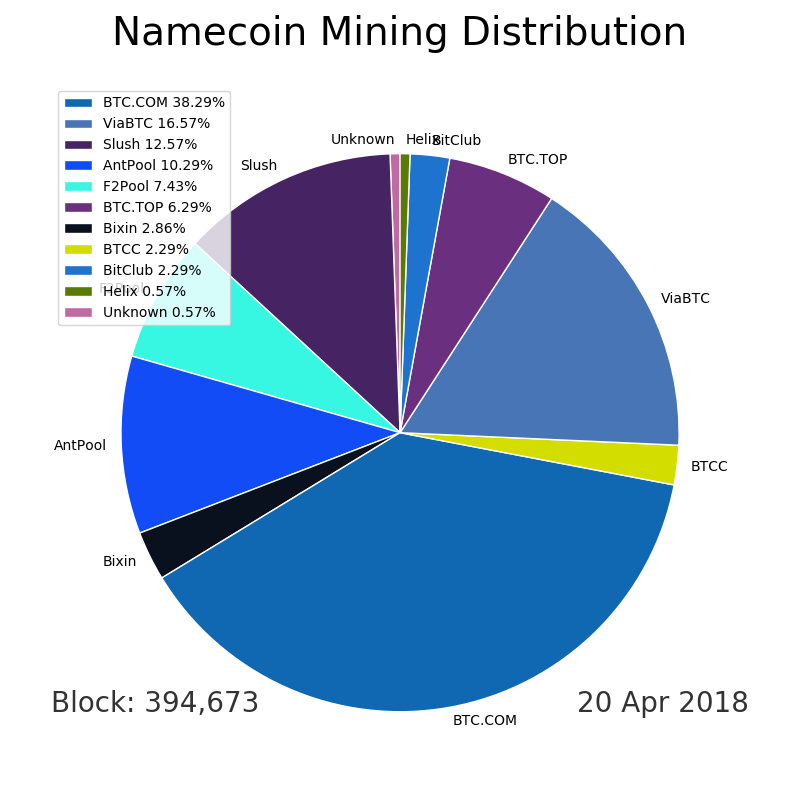 Namecoin Mining Distribution
BTC.COM 38.29%
ViaBTC 16.57%
Slush 12.57%
AntPool 10.29%
F2Pool 7.43%
BTC.TOP 6.29%
Bixin 2.86%
BTCC 2.29%
BitClub 2.29%
Helix 0.57%
Unknown 0.57%
Unknown
Helix
BitClub
BTC.TOP
Slush
F2Pool
ViaBTC
AntPool
BTCC
Bixin
Block: 394,673
20 Apr 2018
BTC.COM